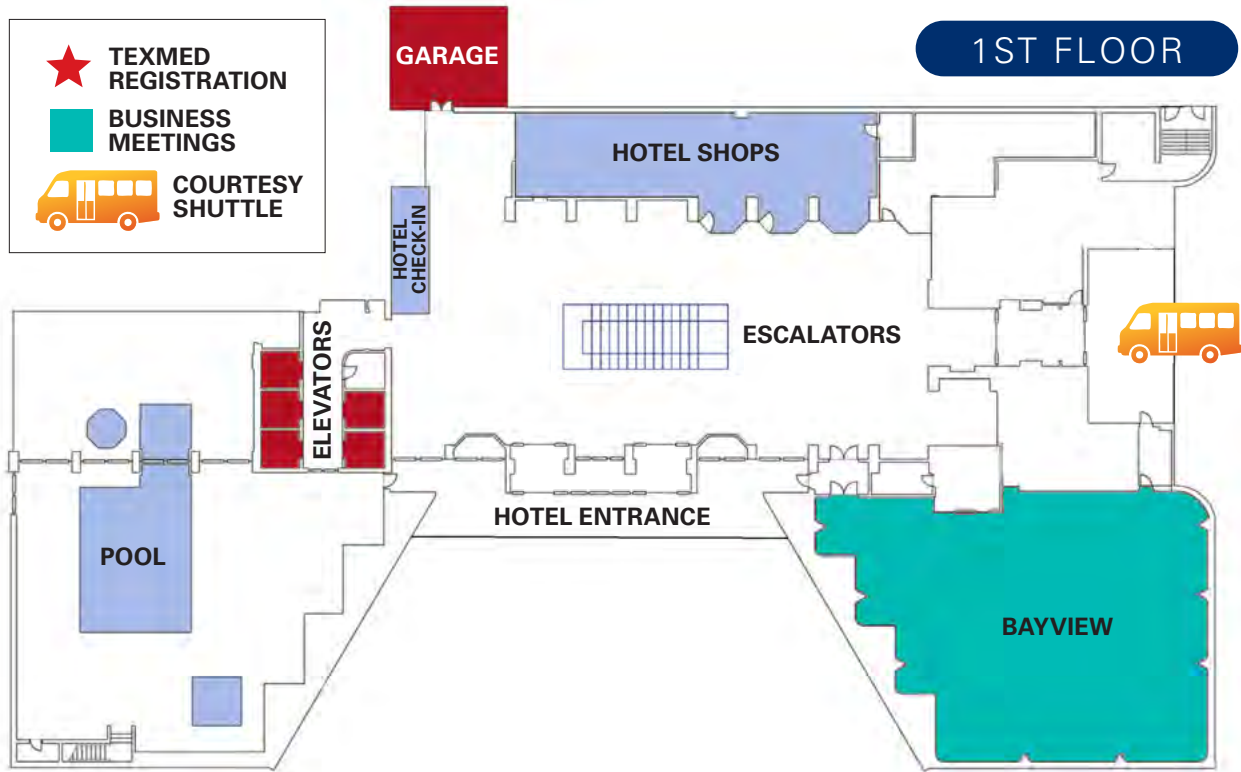 TEXMED
REGISTRATION
BUSINESS
MEETINGS
COURTESY
SHUTTLE
GARAGE
1ST FLOOR
HOTEL SHOPS
HOTEL
CHECK-IN
ELEVATORS
ESCALATORS
HOTEL ENTRANCE
POOL
BAYVIEW